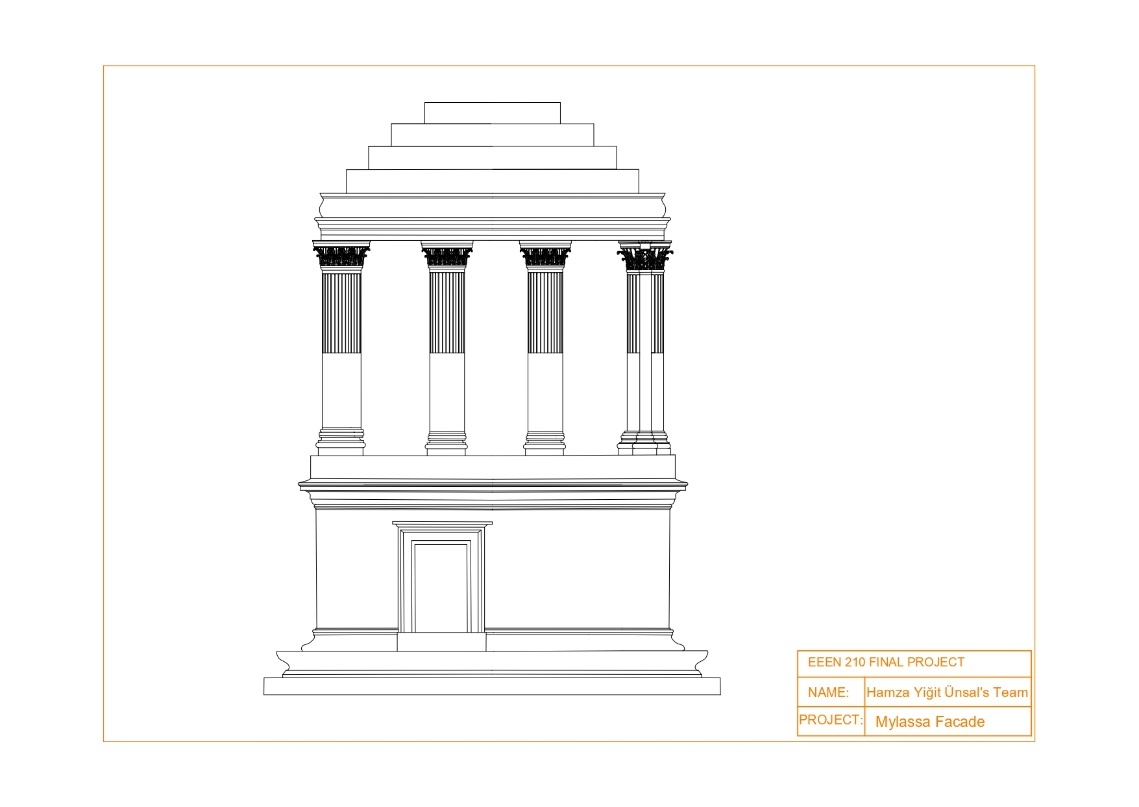 EEEN 210 FINAL PROJECT
NAME: Hamza Yiğit Ünsal's Team
PROJECT: Mylassa Facade